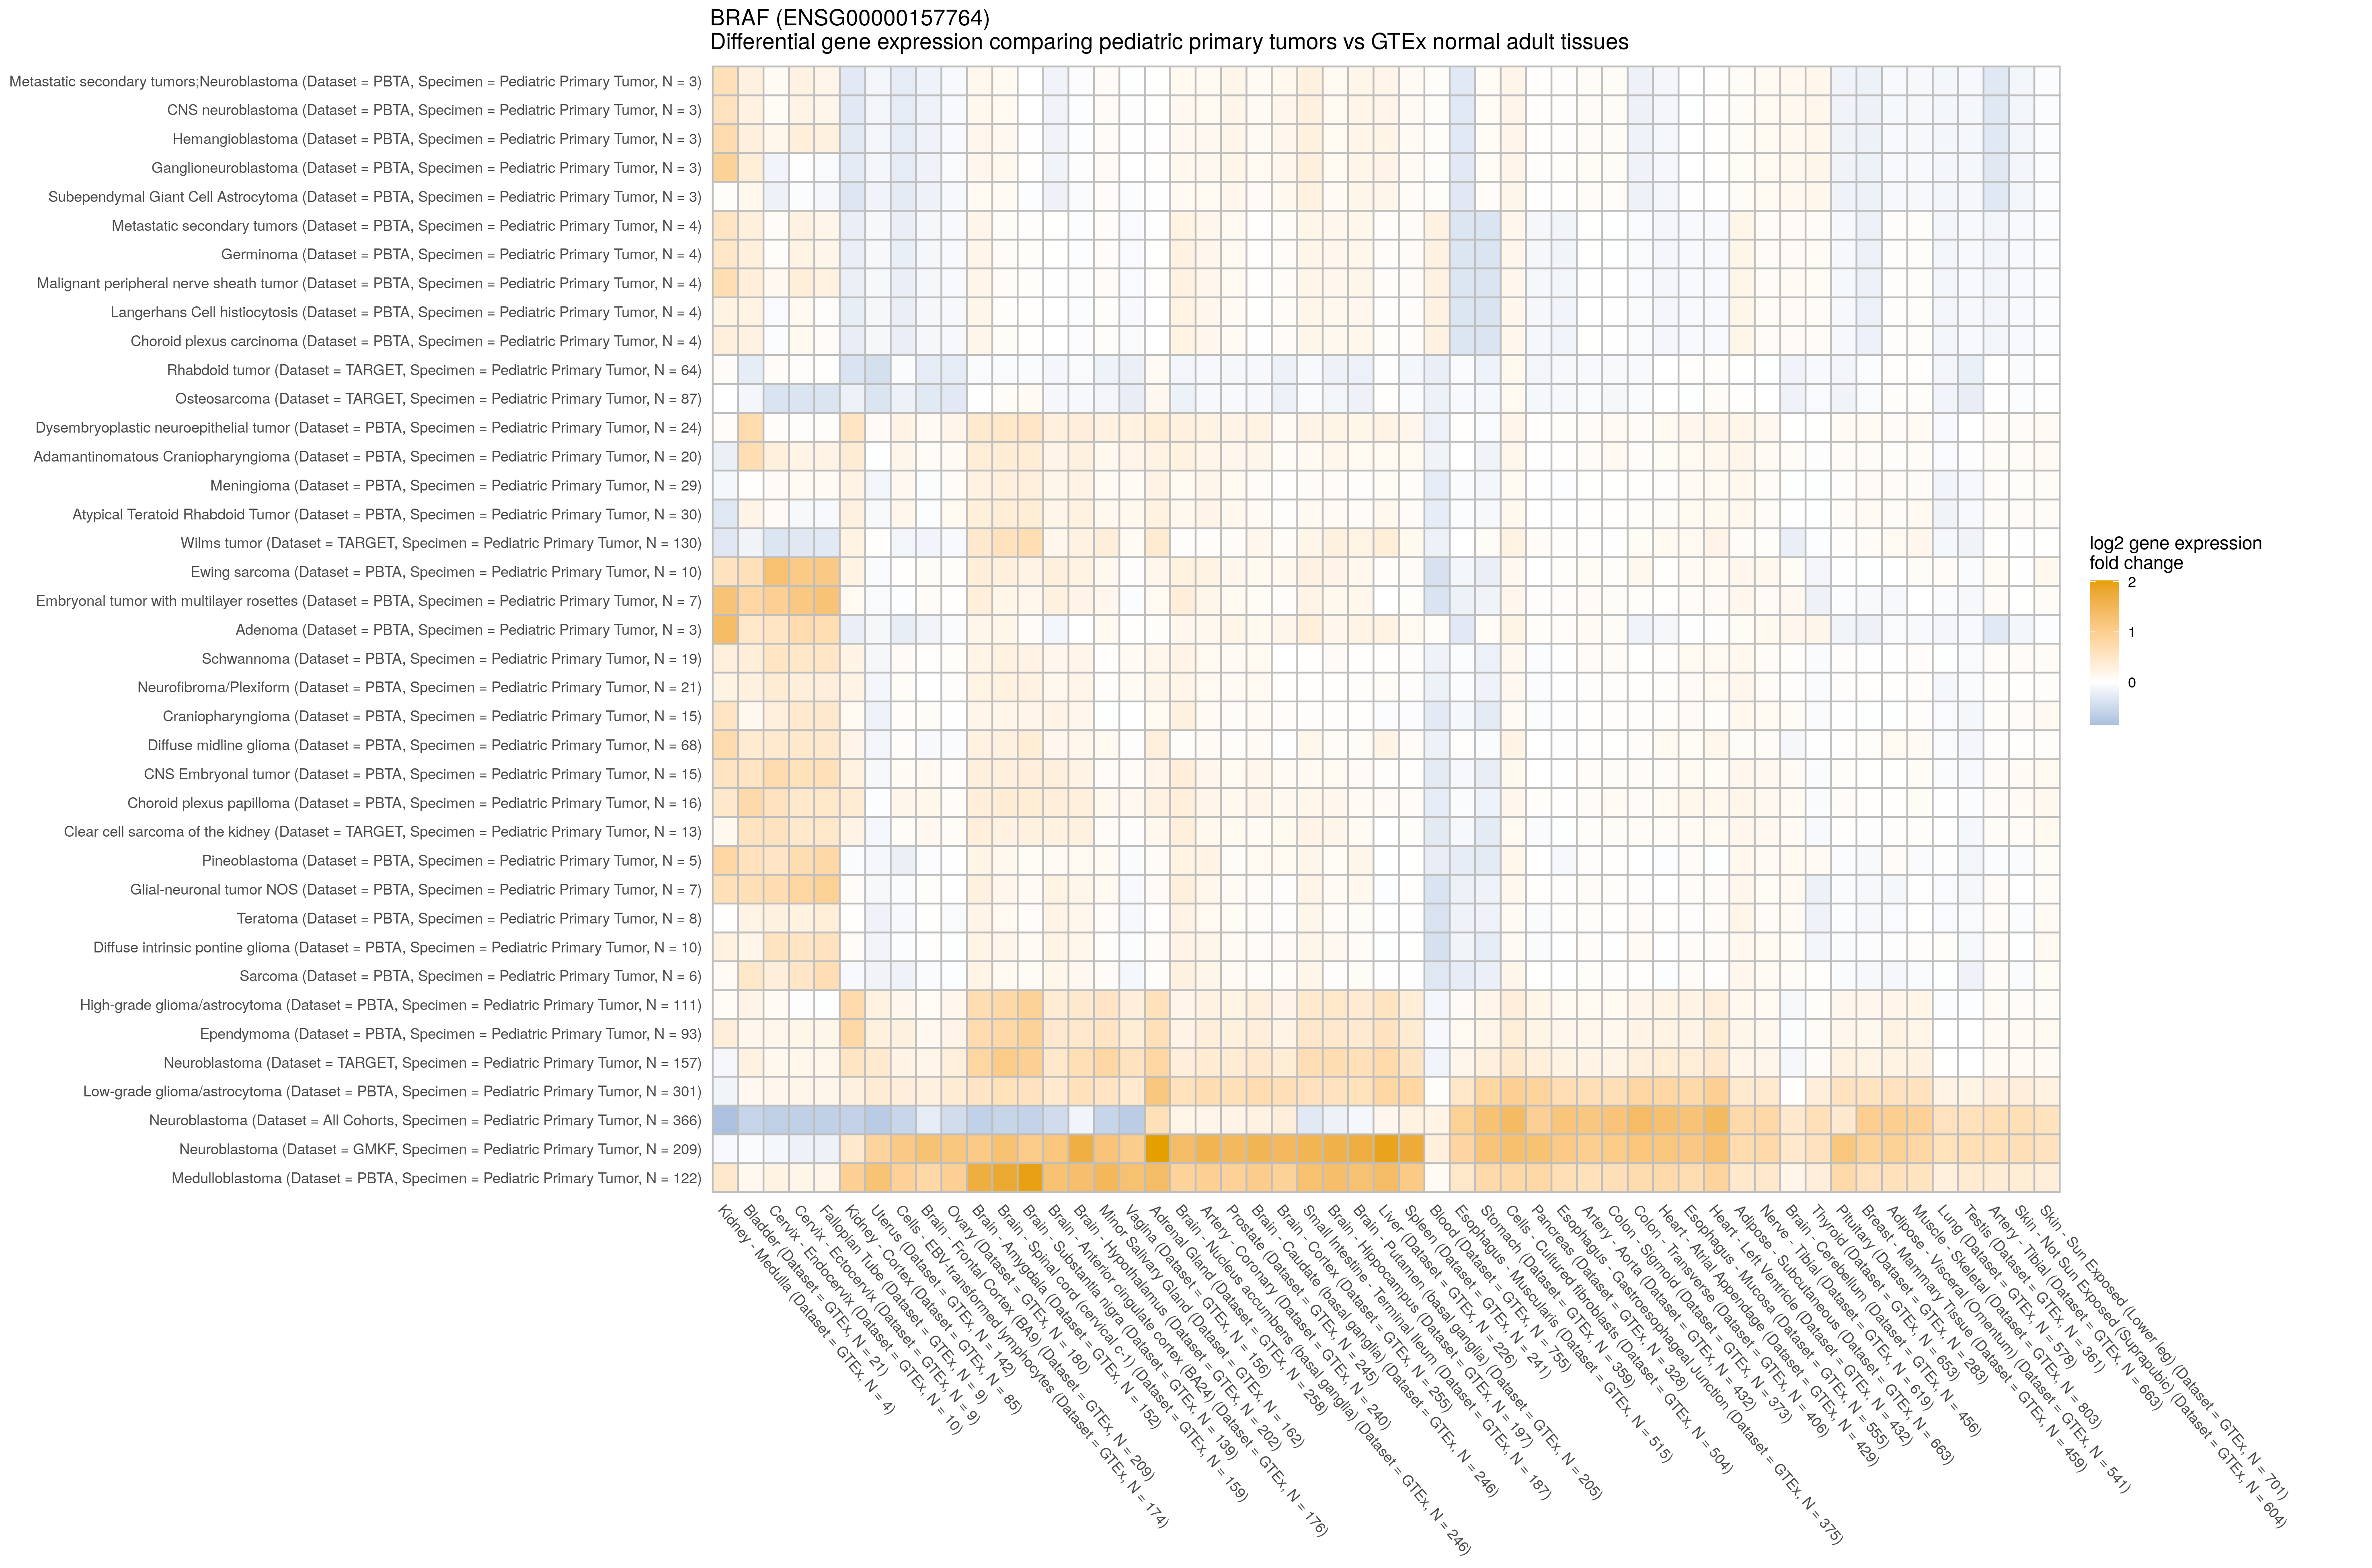 BRAF (ENSG00000157764)
Differential gene expression comparing pediatric primary tumors vs GTEx normal adult tissues
Metastatic secondary tumors;Neuroblastoma (Dataset = PBTA, Specimen = Pediatric Primary Tumor, N = 3)
CNS neuroblastoma (Dataset = PBTA, Specimen = Pediatric Primary Tumor, N = 3)
Hemangioblastoma (Dataset = PBTA, Specimen = Pediatric Primary Tumor, N = 3)
Ganglioneuroblastoma (Dataset = PBTA, Specimen = Pediatric Primary Tumor, N = 3)
Subependymal Giant Cell Astrocytoma (Dataset = PBTA, Specimen = Pediatric Primary Tumor, N = 3)
Metastatic secondary tumors (Dataset = PBTA, Specimen = Pediatric Primary Tumor, N = 4)
Germinoma (Dataset = PBTA, Specimen = Pediatric Primary Tumor, N = 4)
Malignant peripheral nerve sheath tumor (Dataset = PBTA, Specimen = Pediatric Primary Tumor, N = 4)
Langerhans Cell histiocytosis (Dataset = PBTA, Specimen = Pediatric Primary Tumor, N = 4)
Choroid plexus carcinoma (Dataset = PBTA, Specimen = Pediatric Primary Tumor, N = 4)
Rhabdoid tumor (Dataset = TARGET, Specimen = Pediatric Primary Tumor, N = 64)
Osteosarcoma (Dataset = TARGET, Specimen = Pediatric Primary Tumor, N = 87)
Dysembryoplastic neuroepithelial tumor (Dataset = PBTA, Specimen = Pediatric Primary Tumor, N = 24)
Adamantinomatous Craniopharyngioma (Dataset = PBTA, Specimen = Pediatric Primary Tumor, N = 20)
Meningioma (Dataset = PBTA, Specimen = Pediatric Primary Tumor, N = 29)
Atypical Teratoid Rhabdoid Tumor (Dataset = PBTA, Specimen = Pediatric Primary Tumor, N = 30)
Wilms tumor (Dataset = TARGET, Specimen = Pediatric Primary Tumor, N = 130)
Ewing sarcoma (Dataset = PBTA, Specimen = Pediatric Primary Tumor, N = 10)
Embryonal tumor with multilayer rosettes (Dataset = PBTA, Specimen = Pediatric Primary Tumor, N = 7)
Adenoma (Dataset = PBTA, Specimen = Pediatric Primary Tumor, N = 3)
Schwannoma (Dataset = PBTA, Specimen = Pediatric Primary Tumor, N = 19)
Neurofibroma/Plexiform (Dataset = PBTA, Specimen = Pediatric Primary Tumor, N = 21)
Craniopharyngioma (Dataset = PBTA, Specimen = Pediatric Primary Tumor, N = 15)
Diffuse midline glioma (Dataset = PBTA, Specimen = Pediatric Primary Tumor, N = 68)
CNS Embryonal tumor (Dataset = PBTA, Specimen = Pediatric Primary Tumor, N = 15)
Choroid plexus papilloma (Dataset = PBTA, Specimen = Pediatric Primary Tumor, N = 16)
Clear cell sarcoma of the kidney (Dataset = TARGET, Specimen = Pediatric Primary Tumor, N = 13)
Pineoblastoma (Dataset = PBTA, Specimen = Pediatric Primary Tumor, N = 5)
Glial-neuronal tumor NOS (Dataset = PBTA, Specimen = Pediatric Primary Tumor, N = 7)
Teratoma (Dataset = PBTA, Specimen = Pediatric Primary Tumor, N = 8)
Diffuse intrinsic pontine glioma (Dataset = PBTA, Specimen = Pediatric Primary Tumor, N = 10)
Sarcoma (Dataset = PBTA, Specimen = Pediatric Primary Tumor, N = 6)
High-grade glioma/astrocytoma (Dataset = PBTA, Specimen = Pediatric Primary Tumor, N = 111)
Ependymoma (Dataset = PBTA, Specimen = Pediatric Primary Tumor, N = 93)
Neuroblastoma (Dataset = TARGET, Specimen = Pediatric Primary Tumor, N = 157)
Low-grade glioma/astrocytoma (Dataset = PBTA, Specimen = Pediatric Primary Tumor, N = 301)
Neuroblastoma (Dataset = All Cohorts, Specimen = Pediatric Primary Tumor, N = 366)
Neuroblastoma (Dataset = GMKF, Specimen = Pediatric Primary Tumor, N = 209)
Medulloblastoma (Dataset = PBTA, Specimen = Pediatric Primary Tumor, N = 122)
log2 gene expression
fold change
2
1
0
Kidney - Medulla (Dataset = GTEx, N = 4)
Bladder (Dataset = GTEx, N = 21)
Cervix - Endocervix (Dataset = GTEx, N = 10)
Cervix - Ectocervix (Dataset = GTEx, N = 9)
Fallopian Tube (Dataset = GTEx, N = 9)
Kidney - Cortex (Dataset = GTEx, N = 85)
Uterus (Dataset = GTEx, N = 142)
Cells - EBV-transformed lymphocytes (Dataset = GTEx, N = 174)
Brain - Frontal Cortex (BA9) (Dataset = GTEx, N = 209)
Ovary (Dataset = GTEx, N = 180)
Brain - Amygdala (Dataset = GTEx, N = 152)
Brain - Spinal cord (cervical c-1) (Dataset = GTEx, N = 159)
Brain - Substantia nigra (Dataset = GTEx, N = 139)
Brain - Anterior cingulate cortex (BA24) (Dataset = GTEx, N = 176)
Brain - Hypothalamus (Dataset = GTEx, N = 202)
Minor Salivary Gland (Dataset = GTEx, N = 162)
Vagina (Dataset = GTEx, N = 156)
Adrenal Gland (Dataset = GTEx, N = 258)
Brain - Nucleus accumbens (basal ganglia) (Dataset = GTEx, N = 246)
Artery - Coronary (Dataset = GTEx, N = 240)
Prostate (Dataset = GTEx, N = 245)
Brain - Caudate (basal ganglia) (Dataset = GTEx, N = 246)
Brain - Cortex (Dataset = GTEx, N = 255)
Small Intestine - Terminal Ileum (Dataset = GTEx, N = 187)
Brain - Hippocampus (Dataset = GTEx, N = 197)
Brain - Putamen (basal ganglia) (Dataset = GTEx, N = 205)
Liver (Dataset = GTEx, N = 226)
Spleen (Dataset = GTEx, N = 241)
Blood (Dataset = GTEx, N = 755)
Esophagus - Muscularis (Dataset = GTEx, N = 515)
Stomach (Dataset = GTEx, N = 359)
Cells - Cultured fibroblasts (Dataset = GTEx, N = 504)
Pancreas (Dataset = GTEx, N = 328)
Esophagus - Gastroesophageal Junction (Dataset = GTEx, N = 375)
Artery - Aorta (Dataset = GTEx, N = 432)
Colon - Sigmoid (Dataset = GTEx, N = 373)
Colon - Transverse (Dataset = GTEx, N = 406)
Heart - Atrial Appendage (Dataset = GTEx, N = 429)
Esophagus - Mucosa (Dataset = GTEx, N = 555)
Heart - Left Ventricle (Dataset = GTEx, N = 432)
Adipose - Subcutaneous (Dataset = GTEx, N = 663)
Nerve - Tibial (Dataset = GTEx, N = 619)
Brain - Cerebellum (Dataset = GTEx, N = 456)
Thyroid (Dataset = GTEx, N = 653)
Pituitary (Dataset = GTEx, N = 283)
Breast - Mammary Tissue (Dataset = GTEx, N = 459)
Adipose - Visceral (Omentum) (Dataset = GTEx, N = 541)
Muscle - Skeletal (Dataset = GTEx, N = 803)
Lung (Dataset = GTEx, N = 578)
Testis (Dataset = GTEx, N = 361)
Artery - Tibial (Dataset = GTEx, N = 663)
Skin - Not Sun Exposed (Suprapubic) (Dataset = GTEx, N = 604)
Skin - Sun Exposed (Lower leg) (Dataset = GTEx, N = 701)